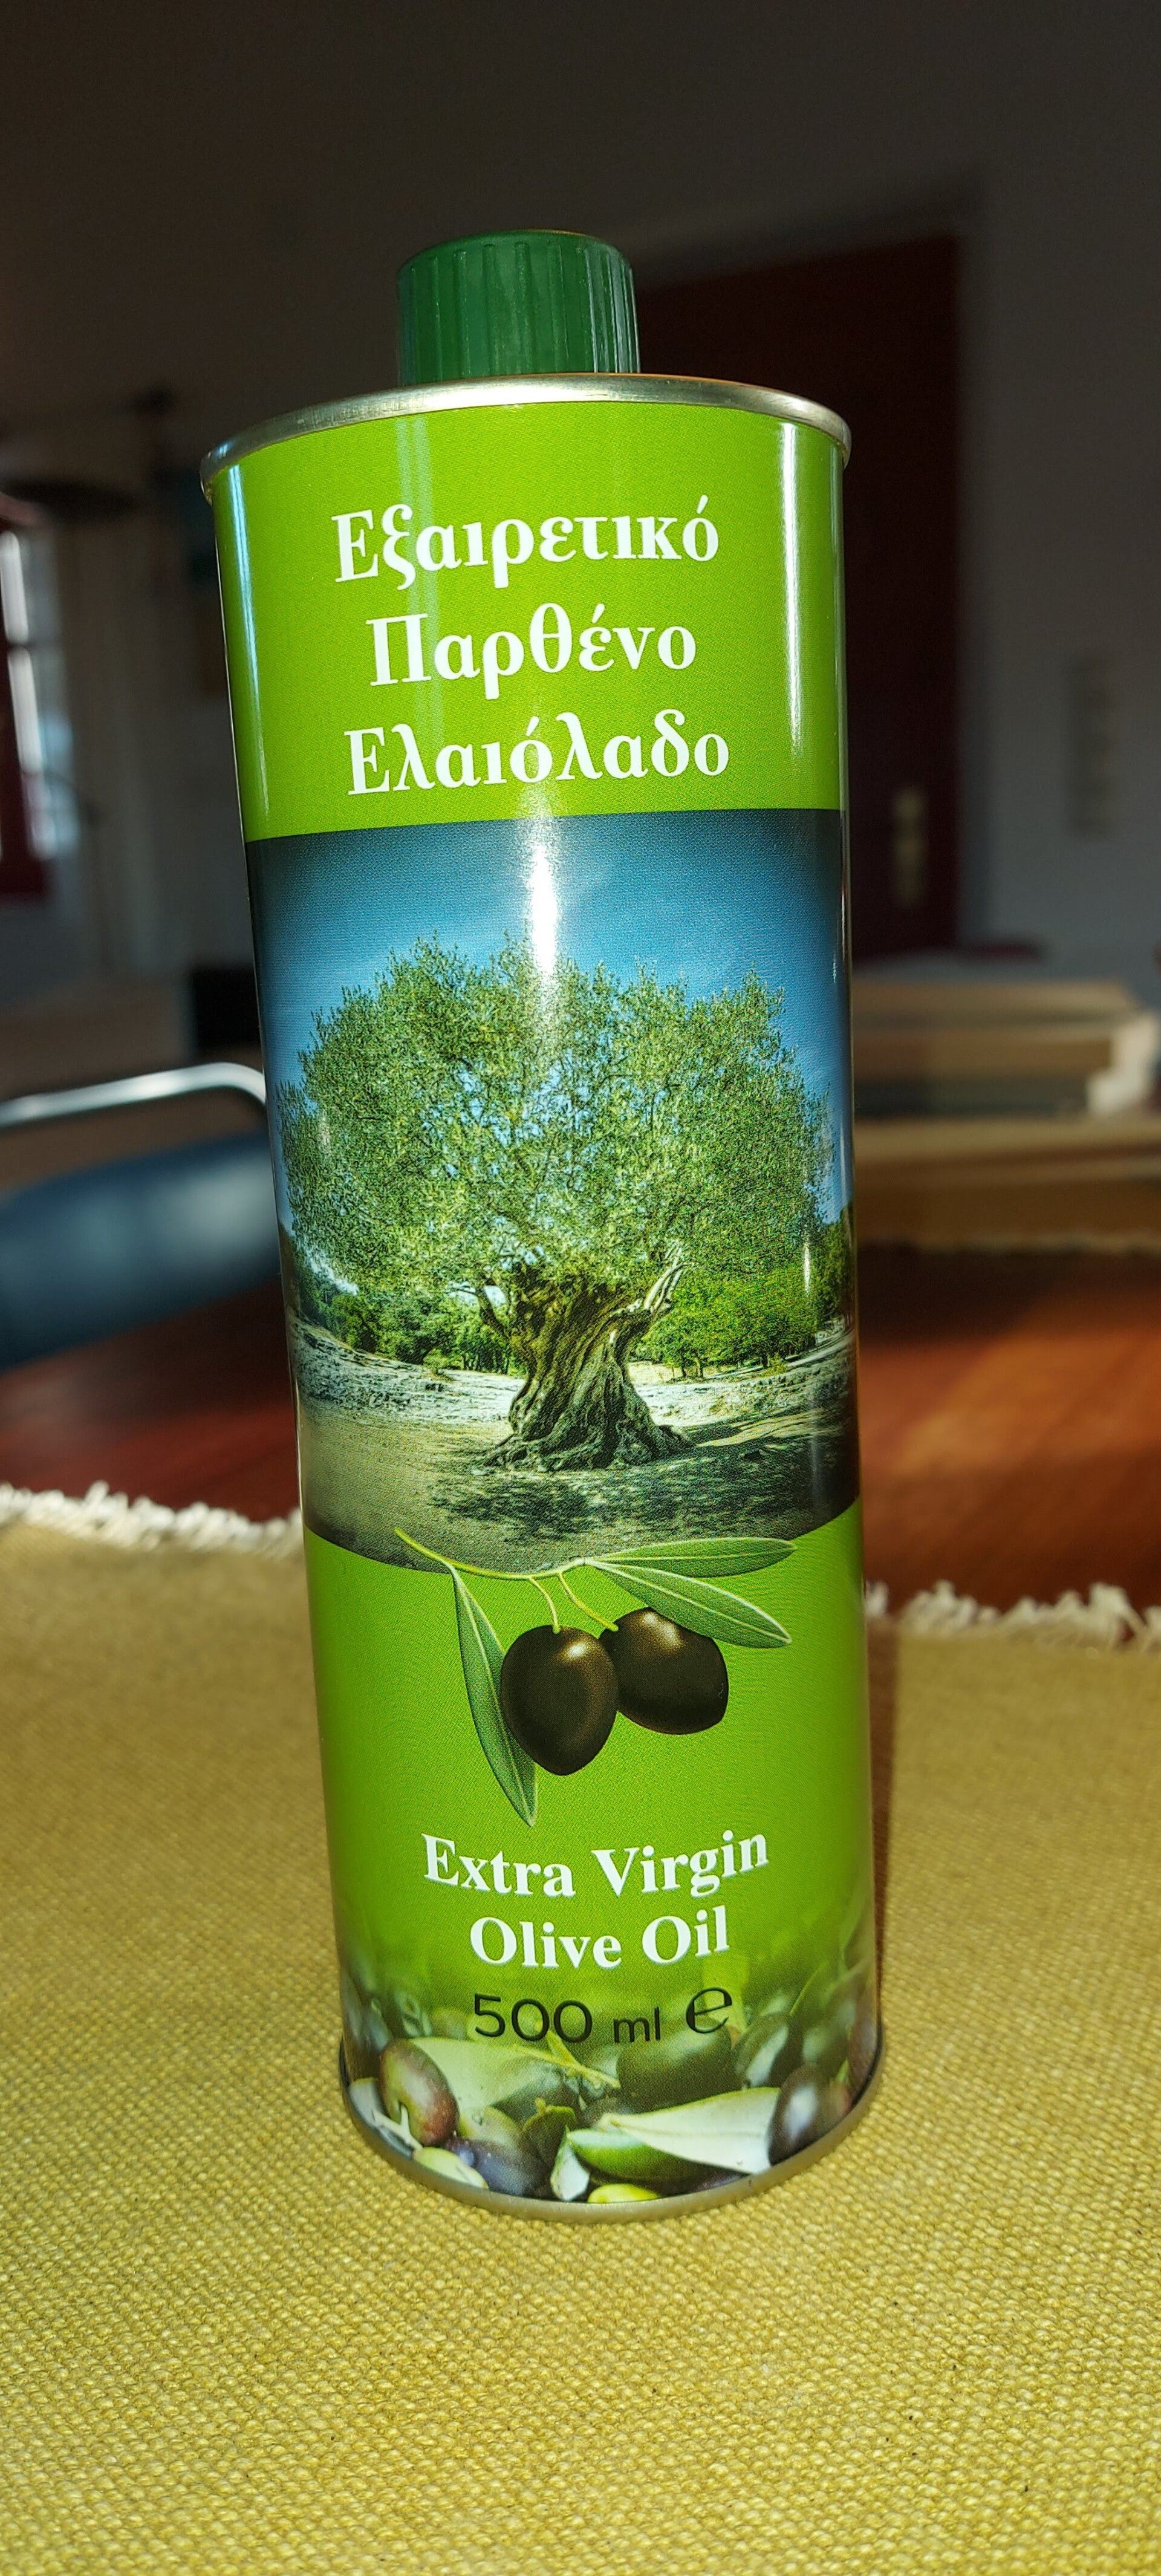 Εξαιρετικό
Παρθένο
Ελαιόλαδο
Extra Virgin
Olive Oil
500 ml ℮